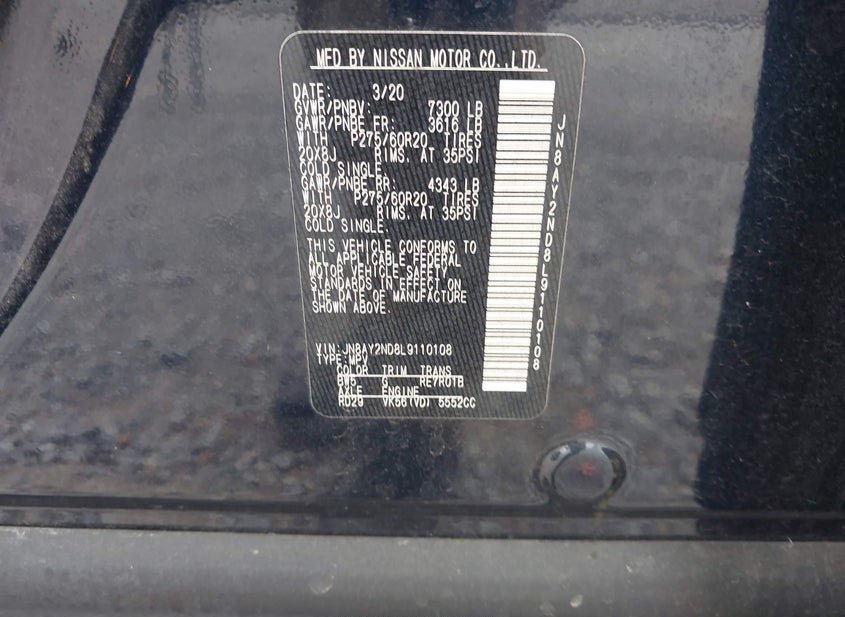 MFD BY NISSAN MOTOR CO.,LTD.
DATE: 3/20
GVWR/PNBV: 7300 LB
GAWR/PNBE FR: 3616 LB
WITH P275/60R20 TIRES
20X8J RIMS. AT 35PSI
COLD SINGLE.
GAWR/PNBE RR: 4343 LB
WITH P275/60R20 TIRES
20X8J RIMS. AT 35PSI
COLD SINGLE.
THIS VEHICLE CONFORMS TO
ALL APPLICABLE FEDERAL
MOTOR VEHICLE SAFETY
STANDARDS IN EFFECT ON
THE DATE OF MANUFACTURE
SHOWN ABOVE.
VIN:JN8AY2ND8L9110108
TYPE:MPV
COLOR TRIM TRANS
BW5 G RE7R01B
AXLE ENGINE
RD29 VK56(VD) 5552CC
JN8AY2ND8L9110108